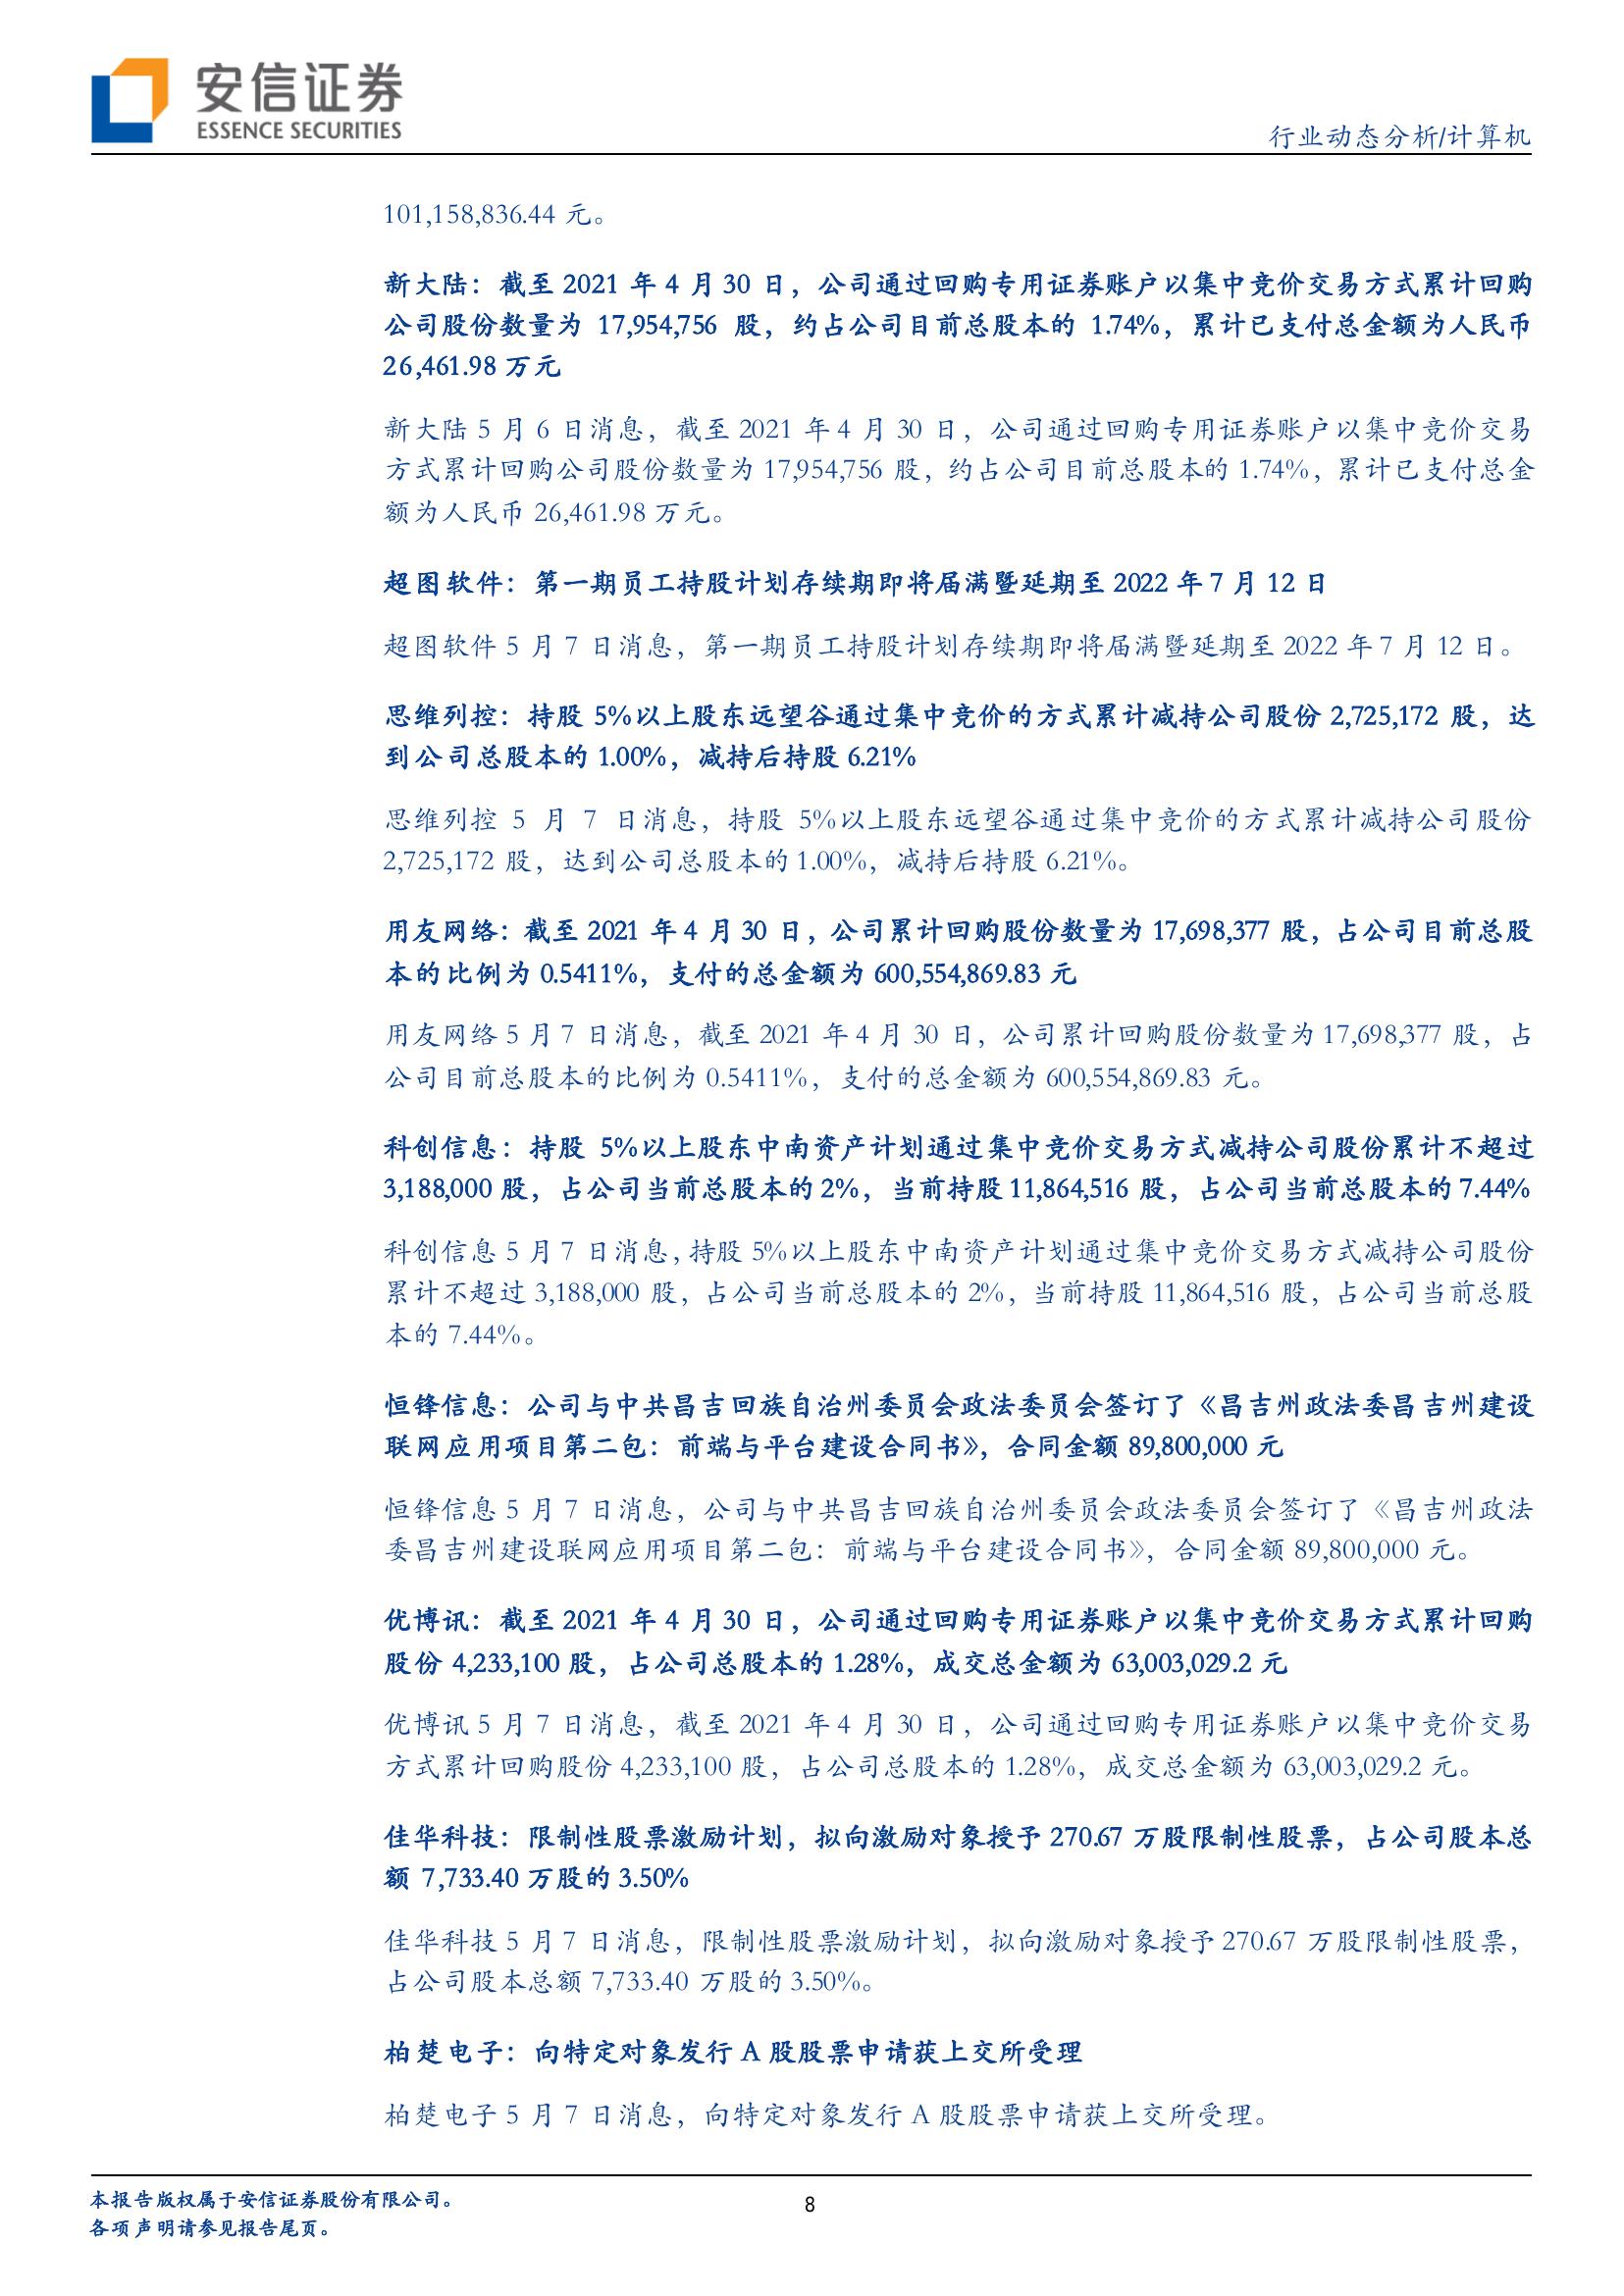 安信证券
ESSENCE SECURITIES
行业动态分析/计算机
101,158,836.44 元。
新大陆：截至 2021 年 4 月 30 日，公司通过回购专用证券账户以集中竞价交易方式累计回购
公司股份数量为 17,954,756 股，约占公司目前总股本的 1.74%，累计已支付总金额为人民币
26,461.98 万元
新大陆 5 月 6 日消息，截至 2021 年 4 月 30 日，公司通过回购专用证券账户以集中竞价交易
方式累计回购公司股份数量为 17,954,756 股，约占公司目前总股本的 1.74%，累计已支付总金
额为人民币 26,461.98 万元。
超图软件：第一期员工持股计划存续期即将届满暨延期至 2022 年 7 月 12 日
超图软件 5 月 7 日消息，第一期员工持股计划存续期即将届满暨延期至 2022 年 7 月 12 日。
思维列控：持股 5%以上股东远望谷通过集中竞价的方式累计减持公司股份 2,725,172 股，达
到公司总股本的 1.00%，减持后持股 6.21%
思维列控 5 月 7 日消息，持股 5%以上股东远望谷通过集中竞价的方式累计减持公司股份
2,725,172 股，达到公司总股本的 1.00%，减持后持股 6.21%。
用友网络：截至 2021 年 4 月 30 日，公司累计回购股份数量为 17,698,377 股，占公司目前总股
本的比例为 0.5411%，支付的总金额为 600,554,869.83 元
用友网络 5 月 7 日消息，截至 2021 年 4 月 30 日，公司累计回购股份数量为 17,698,377 股，占
公司目前总股本的比例为 0.5411%，支付的总金额为 600,554,869.83 元。
科创信息：持股 5%以上股东中南资产计划通过集中竞价交易方式减持公司股份累计不超过
3,188,000 股，占公司当前总股本的 2%，当前持股 11,864,516 股，占公司当前总股本的 7.44%
科创信息 5 月 7 日消息，持股 5%以上股东中南资产计划通过集中竞价交易方式减持公司股份
累计不超过 3,188,000 股，占公司当前总股本的 2%，当前持股 11,864,516 股，占公司当前总股
本的 7.44%。
恒锋信息：公司与中共昌吉回族自治州委员会政法委员会签订了《昌吉州政法委昌吉州建设
联网应用项目第二包：前端与平台建设合同书》，合同金额 89,800,000 元
恒锋信息 5 月 7 日消息，公司与中共昌吉回族自治州委员会政法委员会签订了《昌吉州政法
委昌吉州建设联网应用项目第二包：前端与平台建设合同书》，合同金额 89,800,000 元。
优博讯：截至 2021 年 4 月 30 日，公司通过回购专用证券账户以集中竞价交易方式累计回购
股份 4,233,100 股，占公司总股本的 1.28%，成交总金额为 63,003,029.2 元
优博讯 5 月 7 日消息，截至 2021 年 4 月 30 日，公司通过回购专用证券账户以集中竞价交易
方式累计回购股份 4,233,100 股，占公司总股本的 1.28%，成交总金额为 63,003,029.2 元。
佳华科技：限制性股票激励计划，拟向激励对象授予 270.67 万股限制性股票，占公司股本总
额 7,733.40 万股的 3.50%
佳华科技 5 月 7 日消息，限制性股票激励计划，拟向激励对象授予 270.67 万股限制性股票，
占公司股本总额 7,733.40 万股的 3.50%。
柏楚电子：向特定对象发行 A 股股票申请获上交所受理
柏楚电子 5 月 7 日消息，向特定对象发行 A 股股票申请获上交所受理。
本报告版权属于安信证券股份有限公司。
各项声明请参见报告尾页。
8